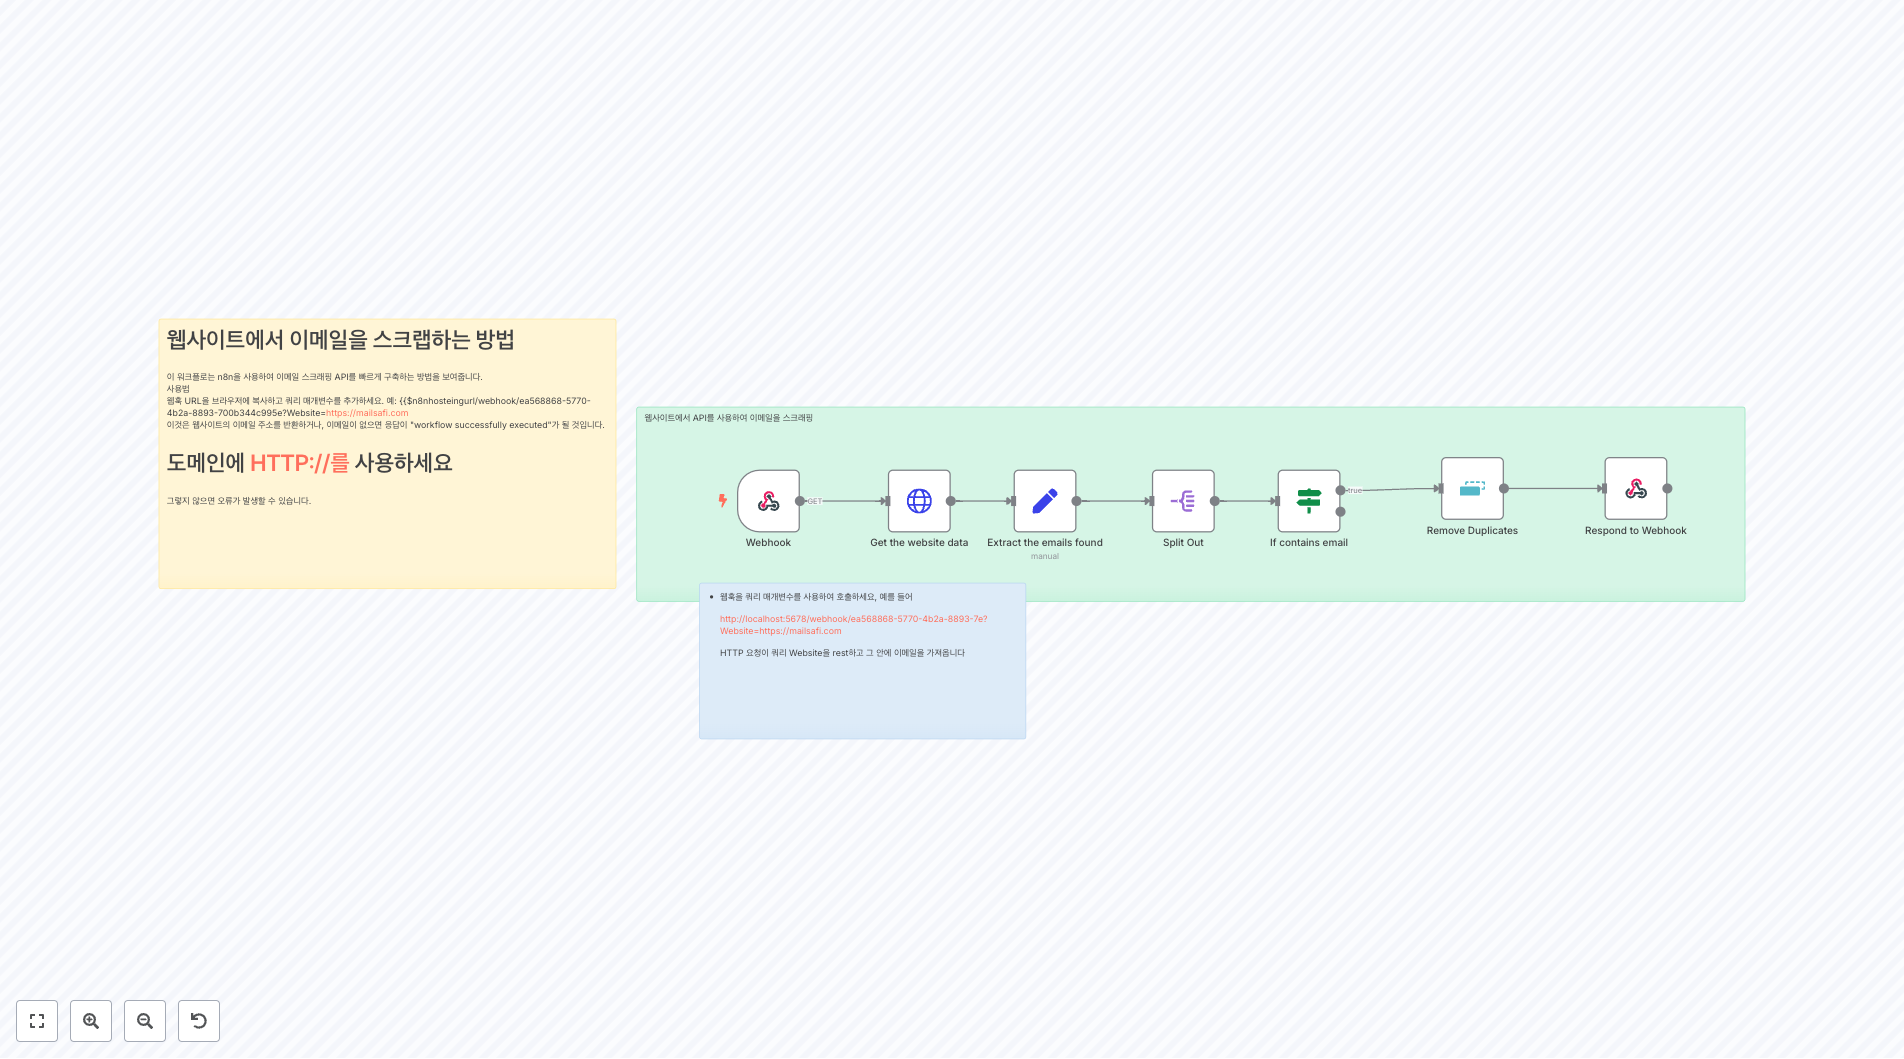 웹사이트에서 이메일을 스크랩하는 방법
이 워크플로는 n8n을 사용하여 이메일 스크래핑 API를 빠르게 구축하는 방법을 보여줍니다.
사용법
웹훅 URL을 브라우저에 복사하고 쿼리 매개변수를 추가하세요. 예: {{$n8nhosteingurl/webhook/ea568868-5770-
4b2a-8893-700b344c995e?Website=https://mailsafi.com
이것은 웹사이트의 이메일 주소를 반환하거나, 이메일이 없으면 응답이 "workflow successfully executed"가 될 것입니다.
도메인에 HTTP://를 사용하세요
그렇지 않으면 오류가 발생할 수 있습니다.
웹사이트에서 API를 사용하여 이메일을 스크래핑
GET
true
Webhook
Get the website data
Extract the emails found
manual
Split Out
If contains email
Remove Duplicates
Respond to Webhook
• 웹훅을 쿼리 매개변수를 사용하여 호출하세요, 예를 들어
http://localhost:5678/webhook/ea568868-5770-4b2a-8893-7e?
Website=https://mailsafi.com
HTTP 요청이 쿼리 Website을 rest하고 그 안에 이메일을 가져옵니다